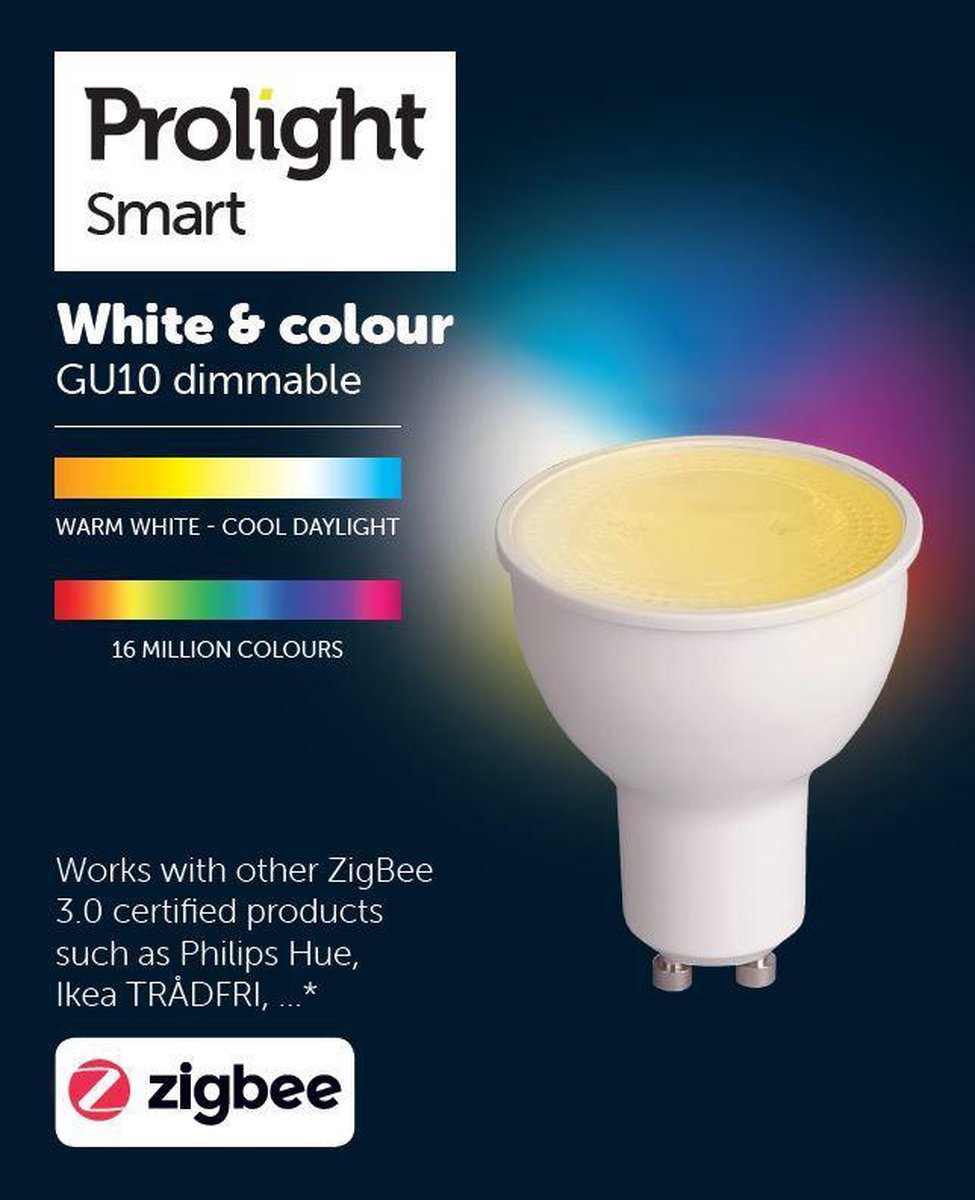 Prolight
Smart
White & colour
GU10 dimmable
WARM WHITE - COOL DAYLIGHT
16 MILLION COLOURS
Works with other ZigBee
3.0 certified products
such as Philips Hue,
Ikea TRÅDFRI, ...*
zigbee